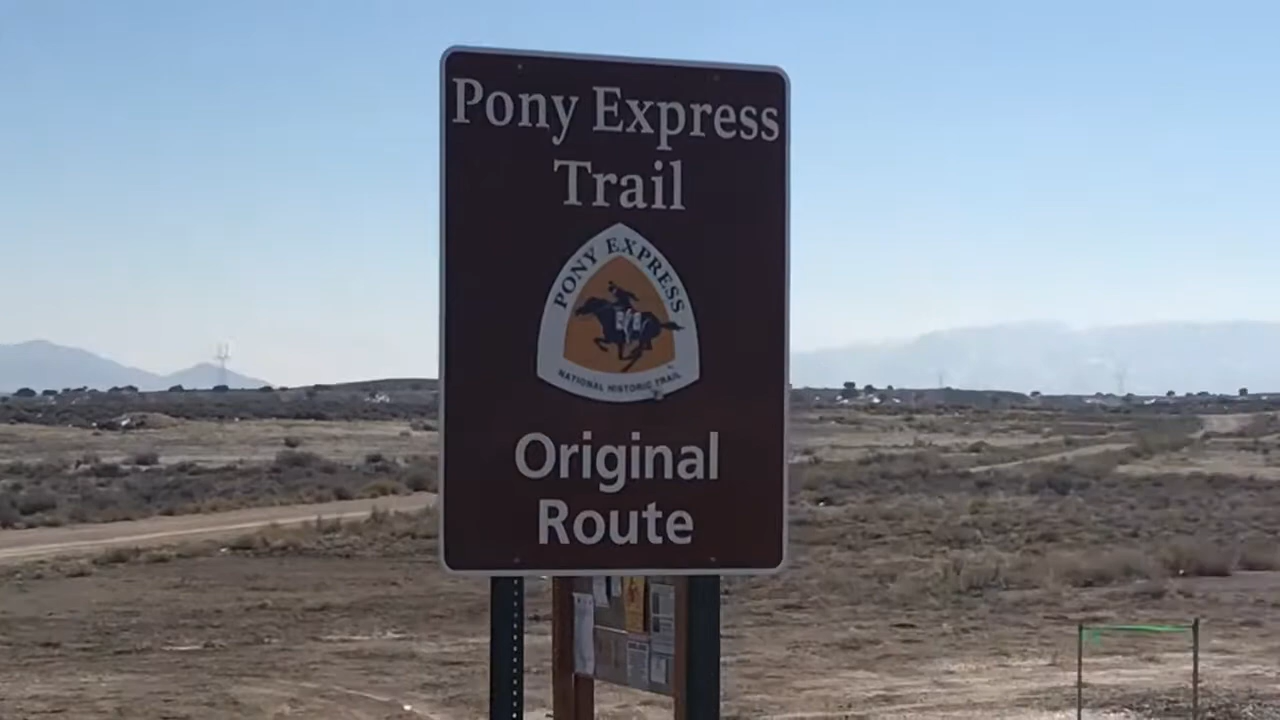 Pony Express
Trail
PONY EXPRESS
NATIONAL HISTORIC TRAIL
Original
Route